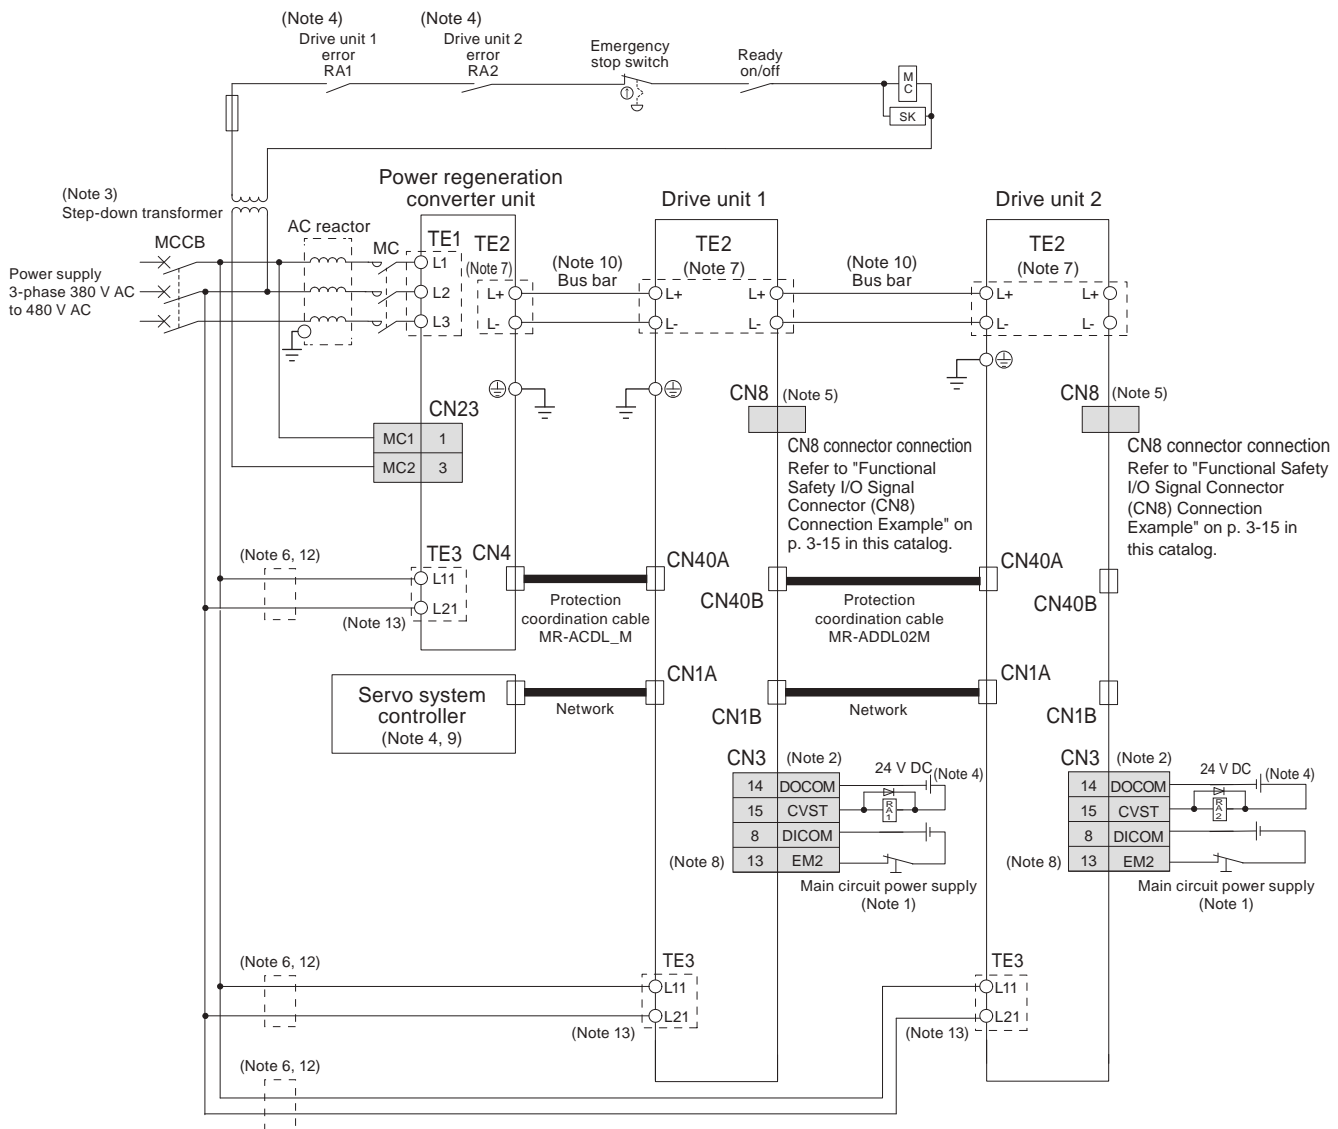 (Note 4)
Drive unit 1
error
RA1
(Note 4)
Drive unit 2
error
RA2
Emergency
stop switch
Ready
on/off
MC
SK
(Note 3)
Step-down transformer
Power regeneration
converter unit
Drive unit 1
Drive unit 2
MCCB
AC reactor
MC
TE1
TE2
(Note 7)
(Note 10)
Bus bar
TE2
(Note 7)
(Note 10)
Bus bar
TE2
(Note 7)
Power supply
3-phase 380 V AC
to 480 V AC
L1
L2
L3
L+
L-
L+
L-
L+
L-
L+
L-
L+
L-
CN23
MC1 1
MC2 3
CN8 (Note 5)
CN8 connector connection
Refer to "Functional
Safety I/O Signal
Connector (CN8)
Connection Example" on
p. 3-15 in this catalog.
CN8 (Note 5)
CN8 connector connection
Refer to "Functional Safety
I/O Signal Connector
(CN8) Connection
Example" on p. 3-15 in
this catalog.
(Note 6, 12)
TE3
L11
L21
(Note 13)
CN4
CN40A
Protection
coordination cable
MR-ACDL_M
CN40B
Protection
coordination cable
MR-ADDL02M
CN40A
CN40B
Servo system
controller
(Note 4, 9)
Network
CN1A
CN1B
Network
CN1A
CN1B
CN3 (Note 2)
24 V DC
(Note 4)
14 DOCOM
15 CVST
RA1
8 DICOM
(Note 8)
13 EM2
Main circuit power supply
(Note 1)
CN3 (Note 2)
24 V DC
(Note 4)
14 DOCOM
15 CVST
RA2
8 DICOM
(Note 8)
13 EM2
Main circuit power supply
(Note 1)
(Note 6, 12)
TE3
L11
L21
(Note 13)
TE3
L11
L21
(Note 13)
(Note 6, 12)